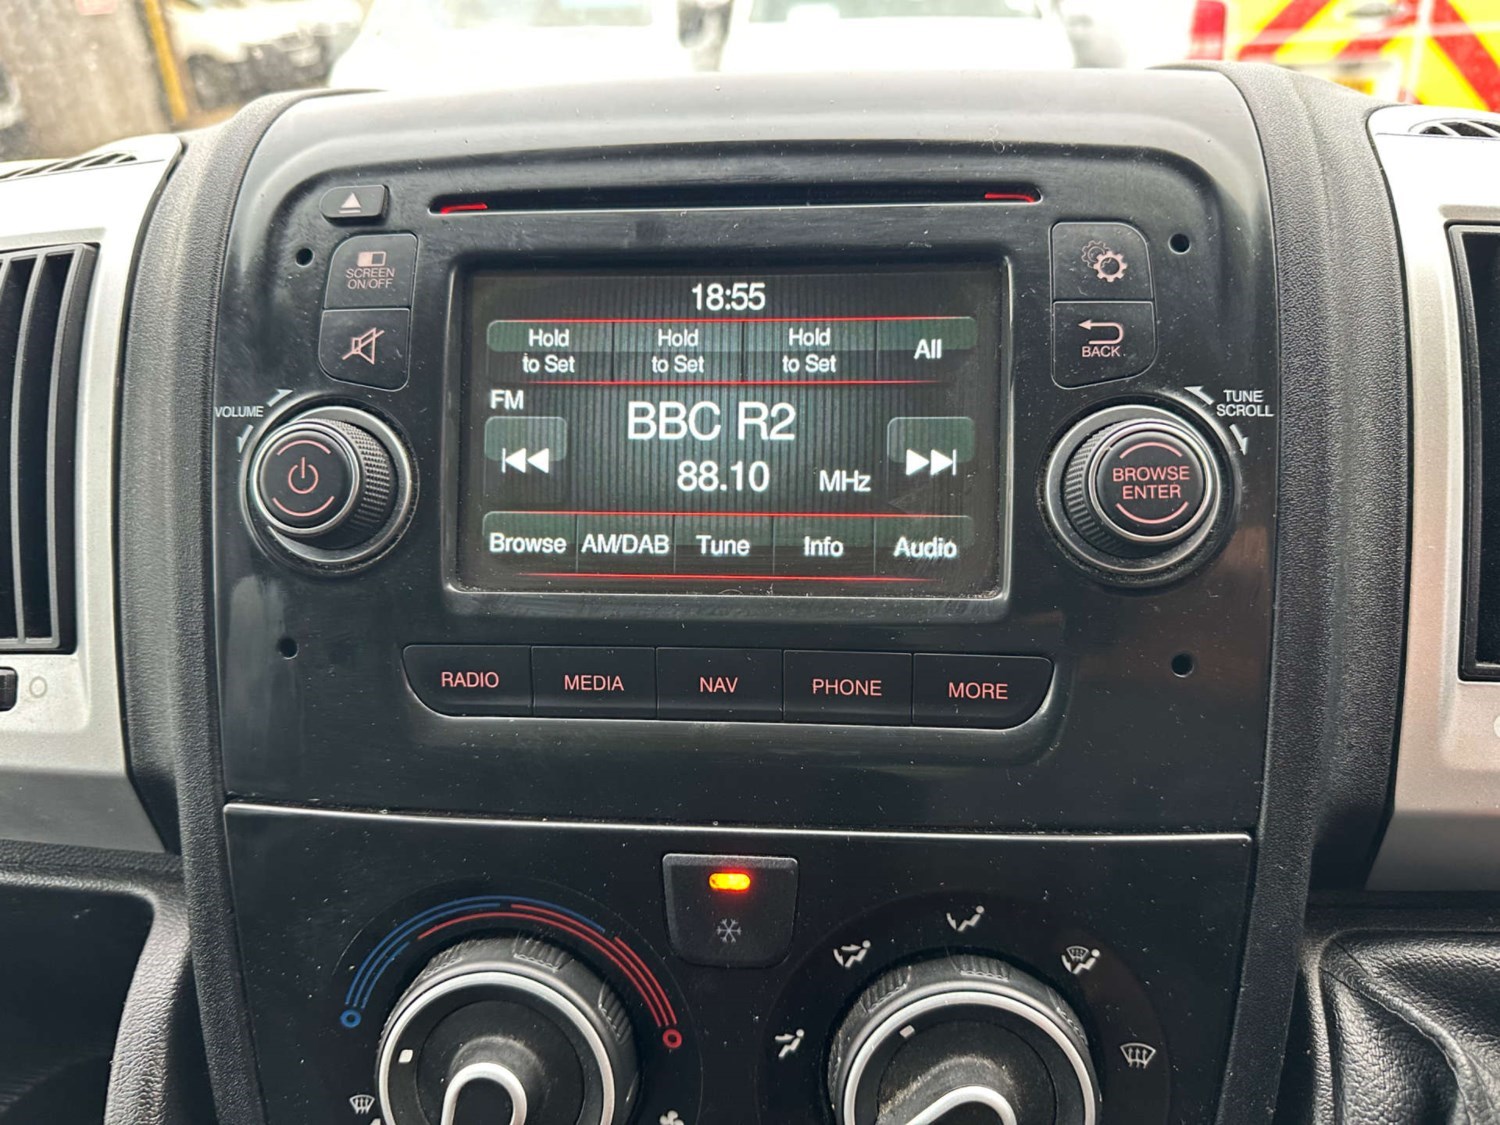 SCREEN
ON/OFF
VOLUME
18:55
Hold
to Set
Hold
to Set
Hold
to Set
All
FM
BBC R2
88.10 MHz
Browse AM/DAB Tune Info Audio
BACK
TUNE
SCROLL
BROWSE
ENTER
RADIO MEDIA NAV PHONE MORE